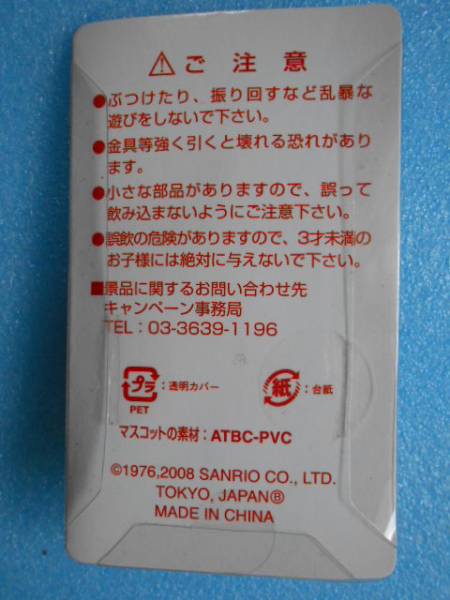 ⚠ご注意
●ぶつけたり、振り回すなど乱暴な
遊びをしないで下さい。
●金具等強く引くと壊れる恐れがあり
ます。
●小さな部品がありますので、誤って
飲み込まないようにご注意下さい。
●誤飲の危険がありますので、3才未満の
お子様には絶対に与えないで下さい。
■景品に関するお問い合わせ先
キャンペーン事務局
TEL:03-3639-1196
プラ:透明カバー 紙:台紙
PET
マスコットの素材:ATBC-PVC
©1976,2008 SANRIO CO., LTD.
TOKYO, JAPANⒷ
MADE IN CHINA